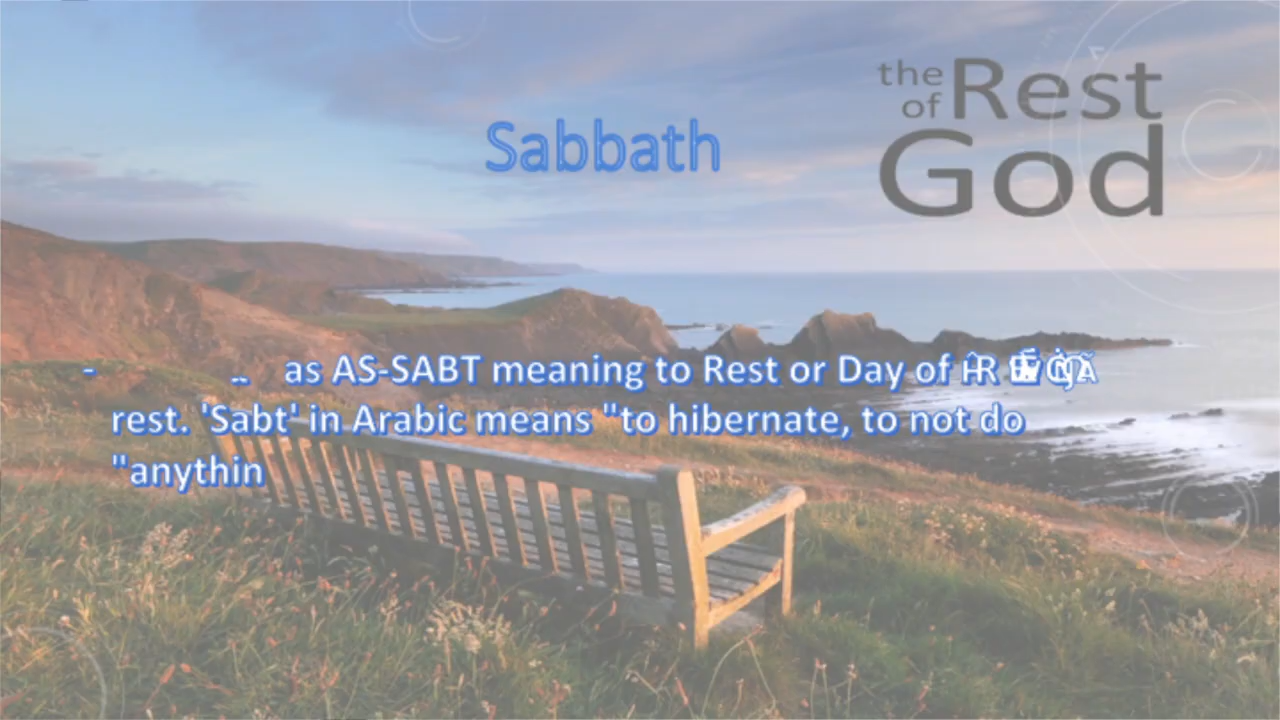 the Rest
of God
Sabbath
- .. as AS-SABT meaning to Rest or Day of
rest. 'Sabt' in Arabic means "to hibernate, to not do
"anythin